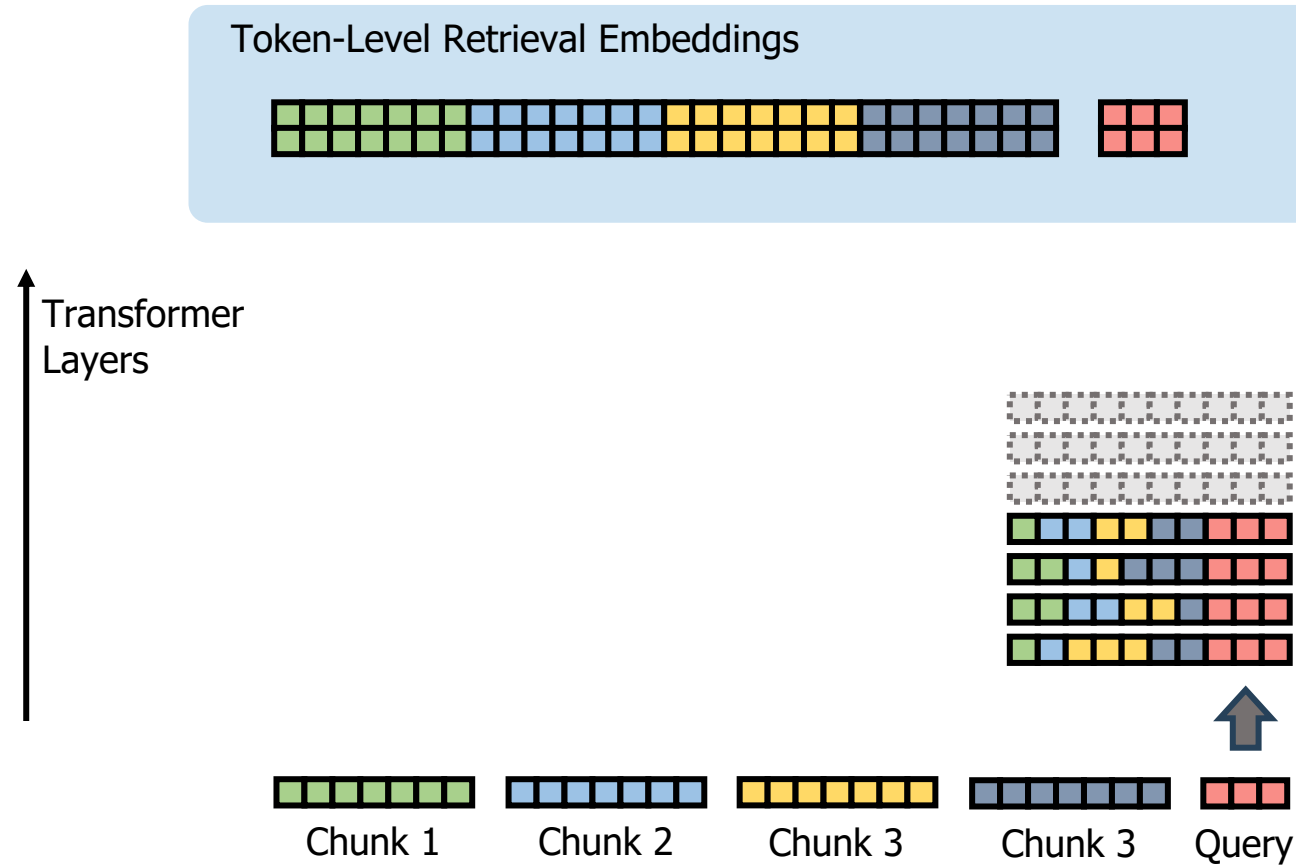 Token-Level Retrieval Embeddings
Transformer
Layers
Chunk 1
Chunk 2
Chunk 3
Chunk 3
Query